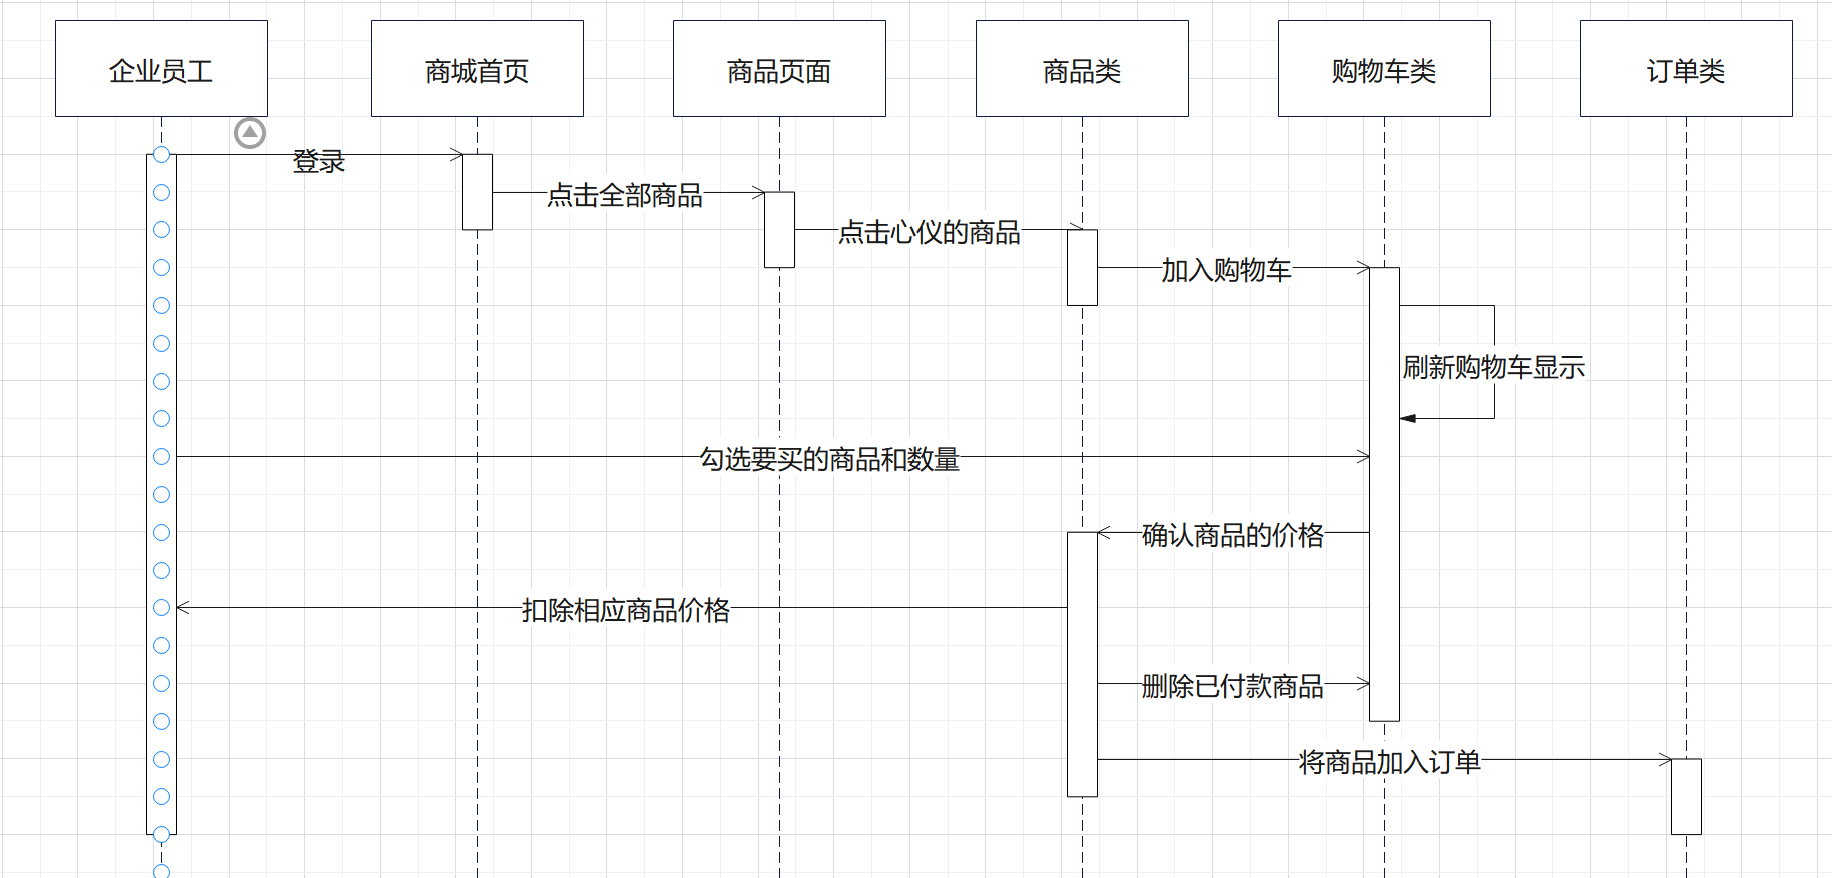 企业员工
商城首页
商品页面
商品类
购物车类
订单类
登录
点击全部商品
点击心仪的商品
加入购物车
刷新购物车显示
勾选要买的商品和数量
确认商品的价格
扣除相应商品价格
删除已付款商品
将商品加入订单